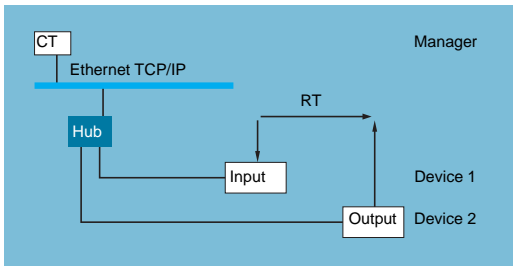 CT
Manager
Ethernet TCP/IP
RT
Hub
Input
Device 1
Output
Device 2